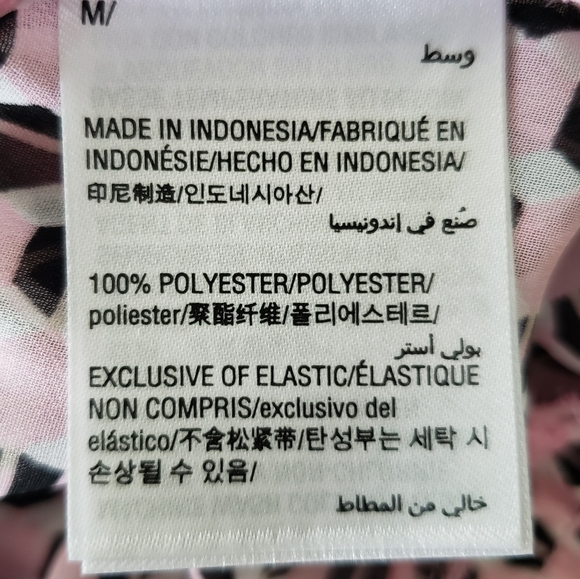 M/
وسط
MADE IN INDONESIA/FABRIQUÉ EN
INDONÉSIE/HECHO EN INDONESIA/
印尼制造/인도네시아산/
صُنع في إندونيسيا
100% POLYESTER/POLYESTER/
poliester/聚酯纤维/폴리에스테르/
بولي أستر
EXCLUSIVE OF ELASTIC/ÉLASTIQUE
NON COMPRIS/exclusivo del
elástico/不含松紧带/탄성부는 세탁 시
손상될 수 있음/
خالي من المطاط